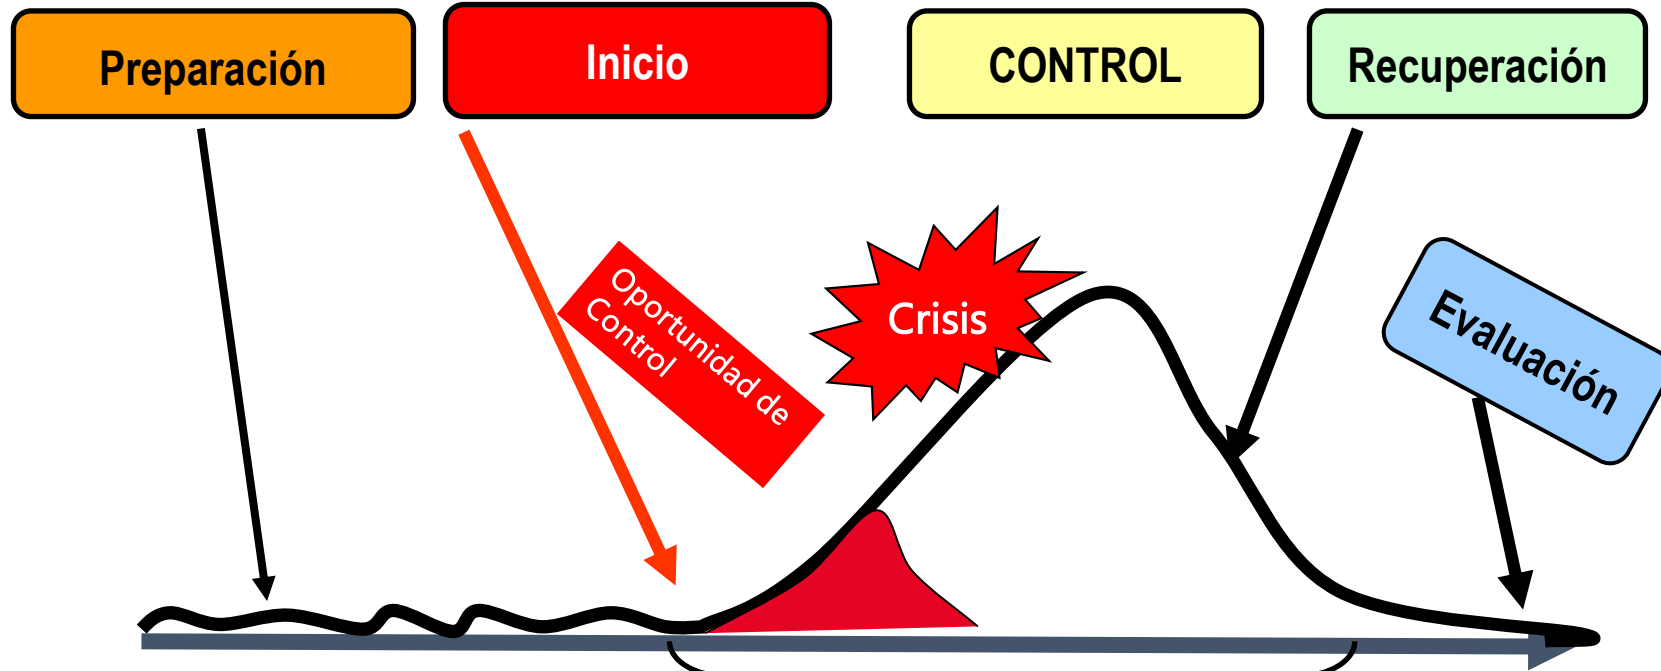 Preparación
Inicio
CONTROL
Recuperación
Oportunidad de
Control
Crisis
Evaluación